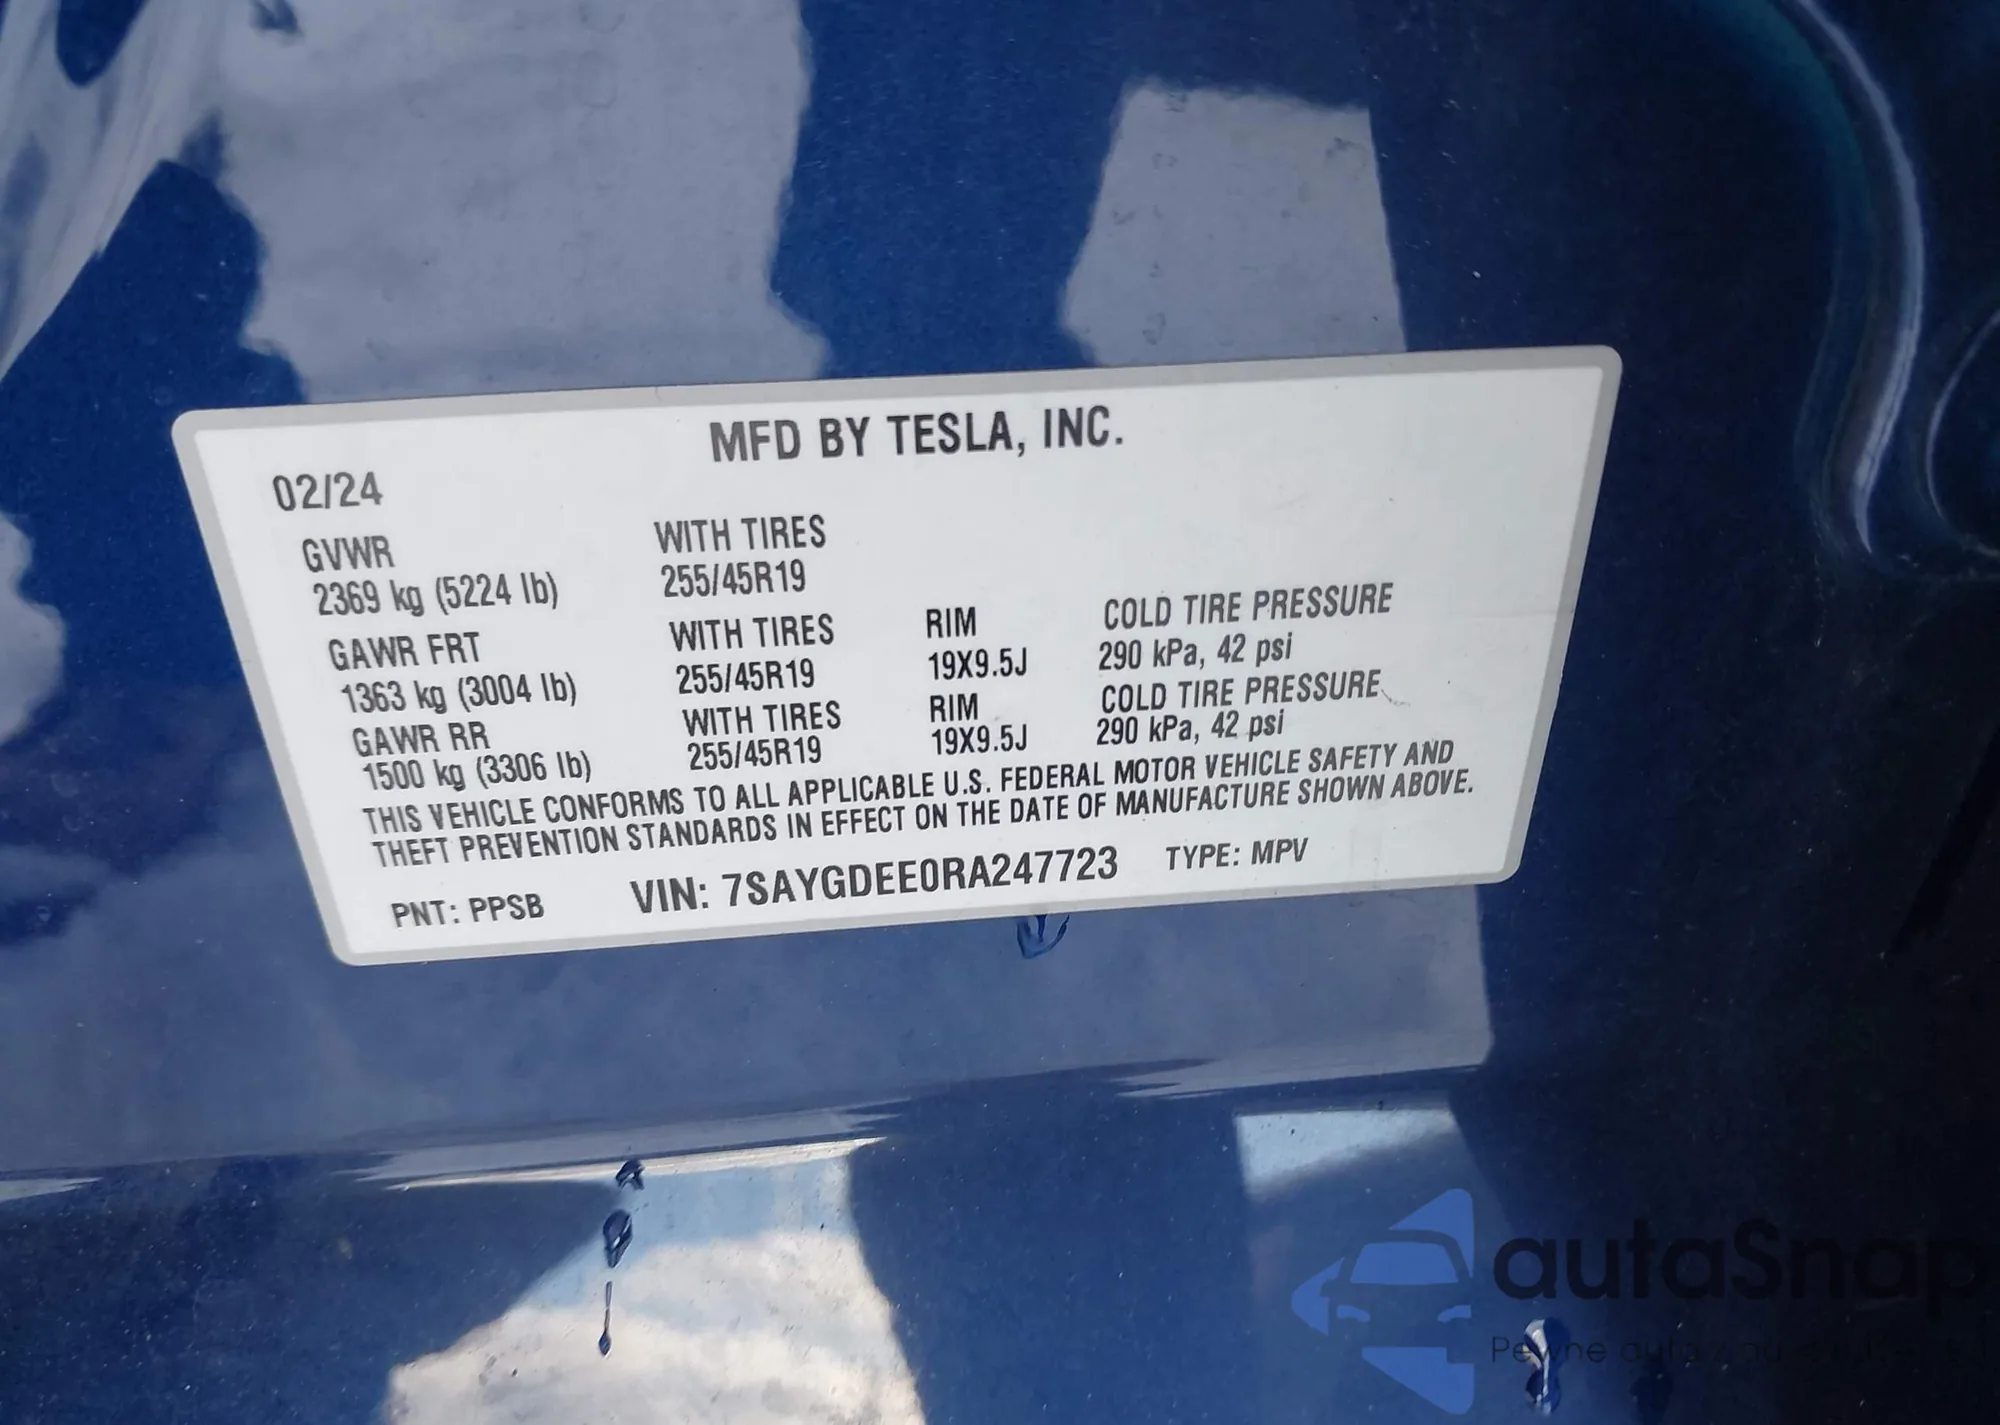 MFD BY TESLA, INC.
02/24
GVWR WITH TIRES
2369 kg (5224 lb) 255/45R19
GAWR FRT WITH TIRES RIM COLD TIRE PRESSURE
1363 kg (3004 lb) 255/45R19 19X9.5J 290 kPa, 42 psi
GAWR RR WITH TIRES RIM COLD TIRE PRESSURE
1500 kg (3306 lb) 255/45R19 19X9.5J 290 kPa, 42 psi
THIS VEHICLE CONFORMS TO ALL APPLICABLE U.S. FEDERAL MOTOR VEHICLE SAFETY AND
THEFT PREVENTION STANDARDS IN EFFECT ON THE DATE OF MANUFACTURE SHOWN ABOVE.
PNT: PPSB VIN: 7SAYGDEE0RA247723 TYPE: MPV
autaSnap
Pewne auta